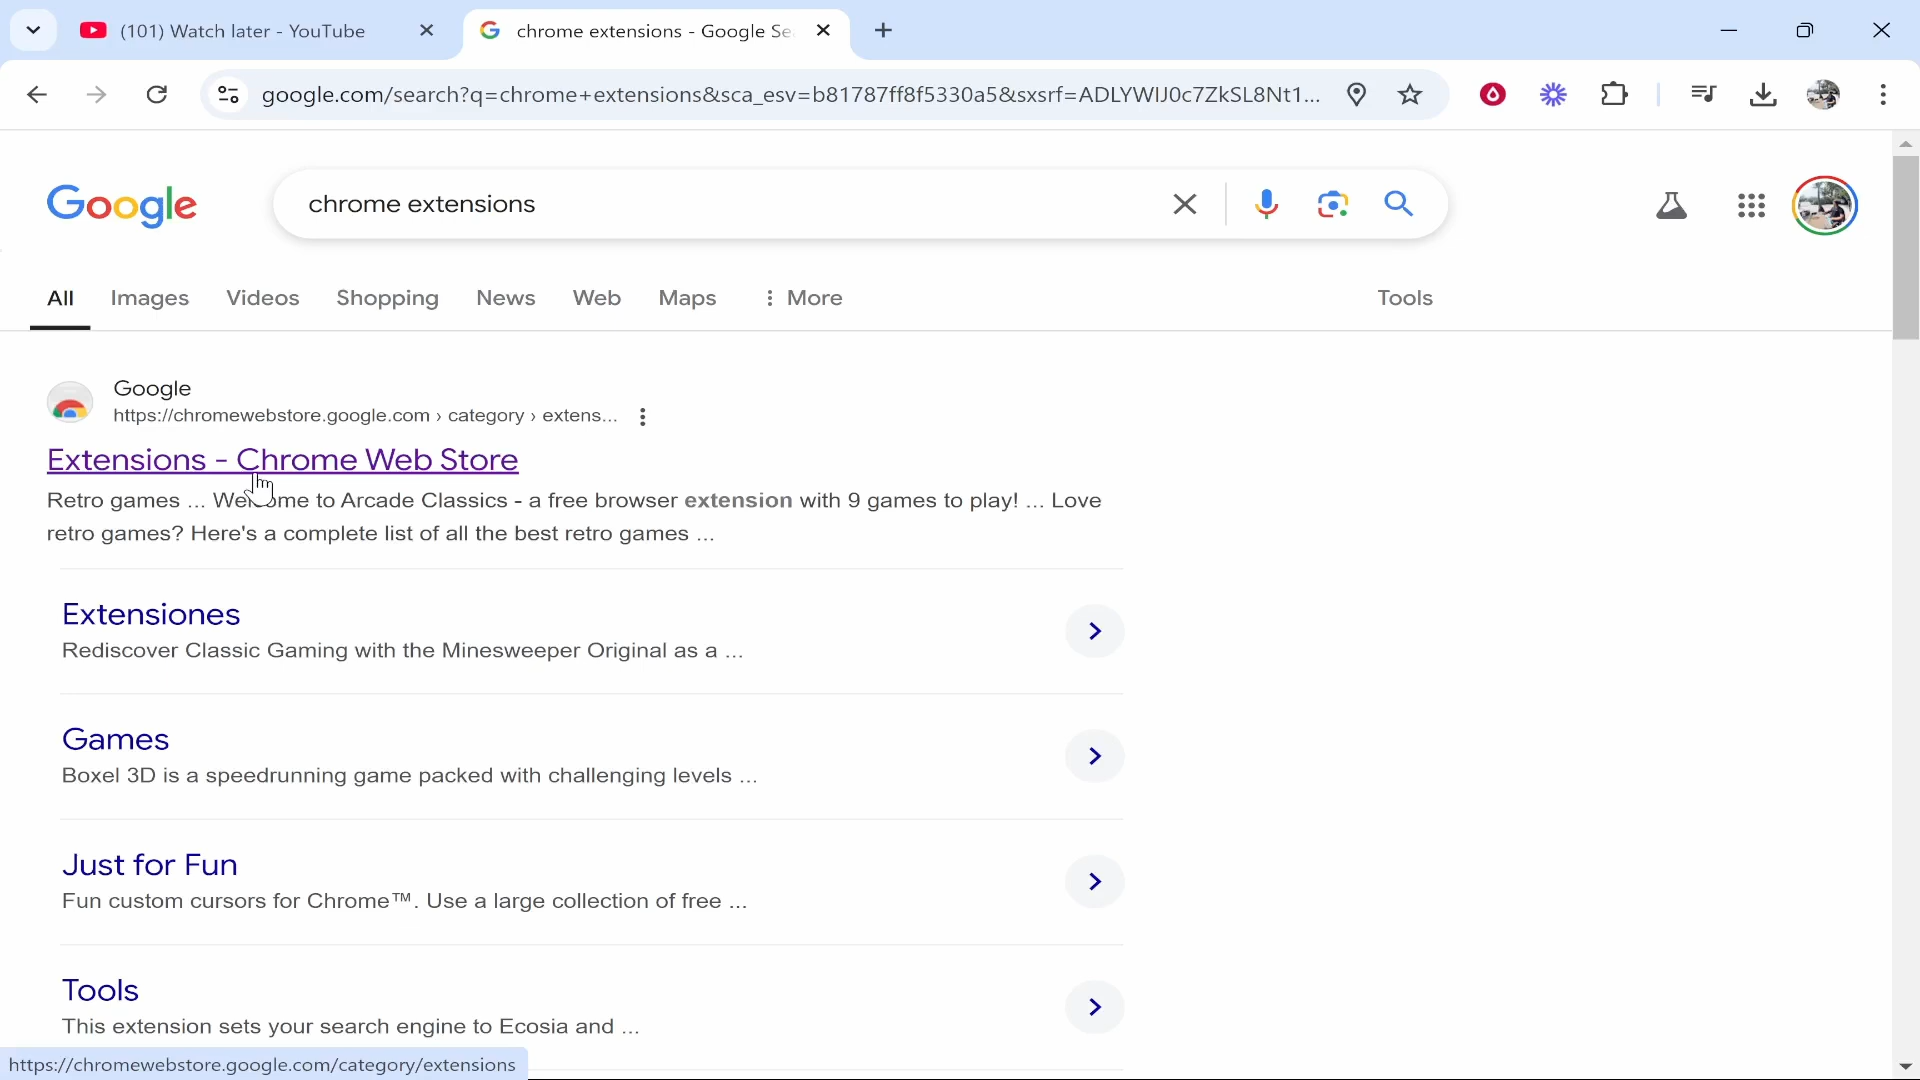 (101) Watch later - YouTube
chrome extensions - Google Se
google.com/search?q=chrome+extensions&sca_esv=b81787ff8f5330a5&sxsrf=ADLYWIJ0c7ZkSL8Nt1...
Google
chrome extensions
All
Images
Videos
Shopping
News
Web
Maps
More
Tools
Google
https://chromewebstore.google.com › category › extens...
Extensions - Chrome Web Store
Retro games ... Welcome to Arcade Classics - a free browser extension with 9 games to play! ... Love
retro games? Here's a complete list of all the best retro games ...
Extensiones
Rediscover Classic Gaming with the Minesweeper Original as a ...
Games
Boxel 3D is a speedrunning game packed with challenging levels ...
Just for Fun
Fun custom cursors for Chrome™. Use a large collection of free ...
Tools
This extension sets your search engine to Ecosia and ...
https://chromewebstore.google.com/category/extensions